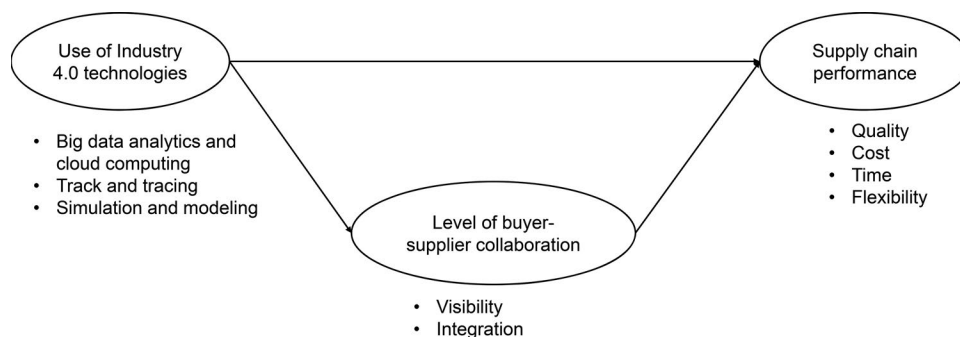 Use of Industry
4.0 technologies
• Big data analytics and
cloud computing
• Track and tracing
• Simulation and modeling
Level of buyer-
supplier collaboration
• Visibility
• Integration
Supply chain
performance
• Quality
• Cost
• Time
• Flexibility